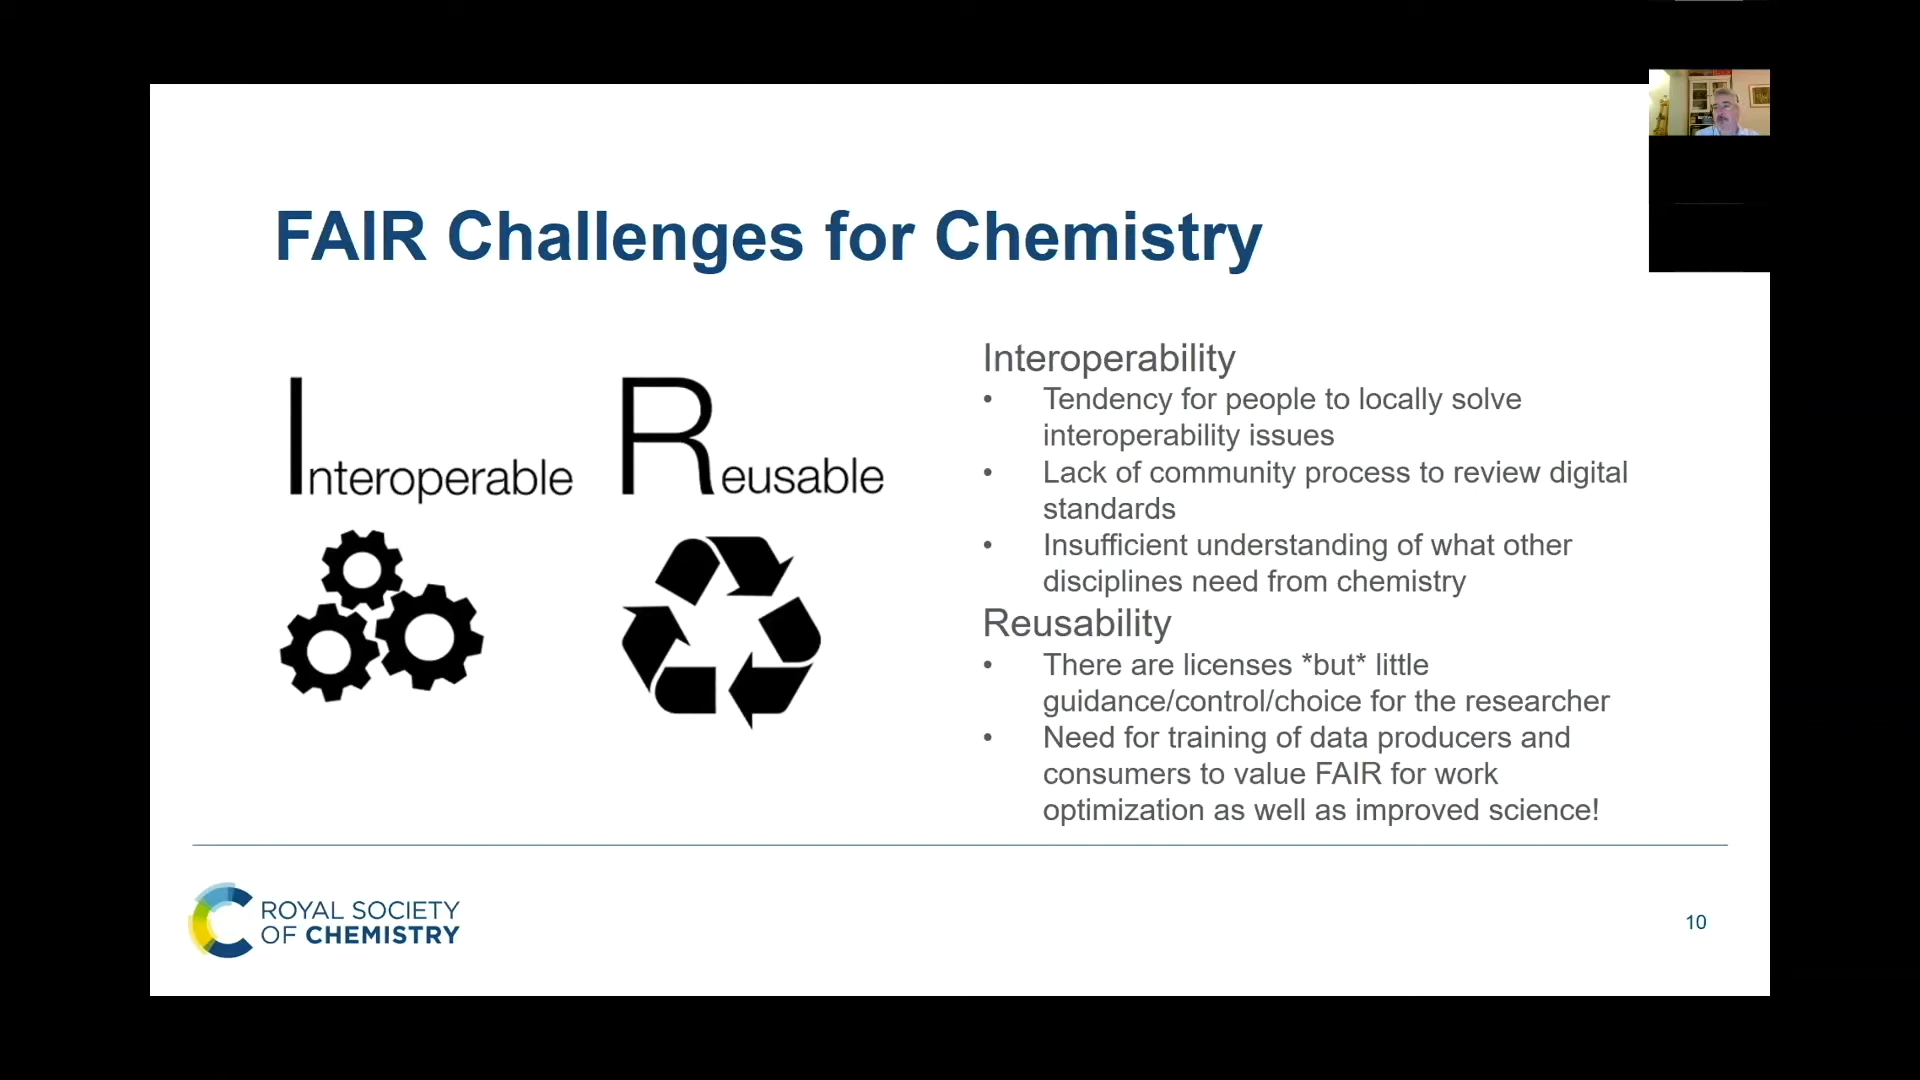 FAIR Challenges for Chemistry
Interoperable
Reusable
Interoperability
• Tendency for people to locally solve
interoperability issues
• Lack of community process to review digital
standards
• Insufficient understanding of what other
disciplines need from chemistry
Reusability
• There are licenses *but* little
guidance/control/choice for the researcher
• Need for training of data producers and
consumers to value FAIR for work
optimization as well as improved science!
ROYAL SOCIETY
OF CHEMISTRY
10